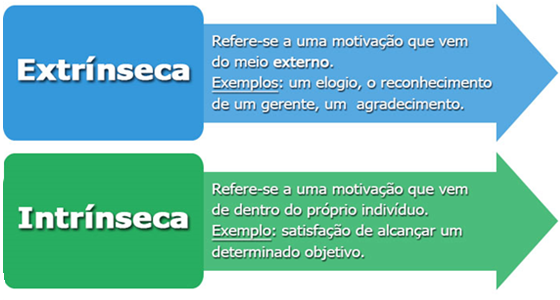 Extrínseca
Refere-se a uma motivação que vem
do meio externo.
Exemplos: um elogio, o reconhecimento
de um gerente, um agradecimento.
Intrínseca
Refere-se a uma motivação que vem
de dentro do próprio indivíduo.
Exemplo: satisfação de alcançar um
determinado objetivo.